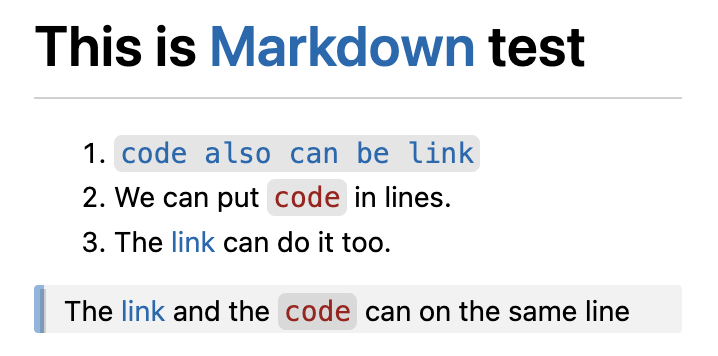 This is Markdown test
1. code also can be link
2. We can put code in lines.
3. The link can do it too.
The link and the code can on the same line